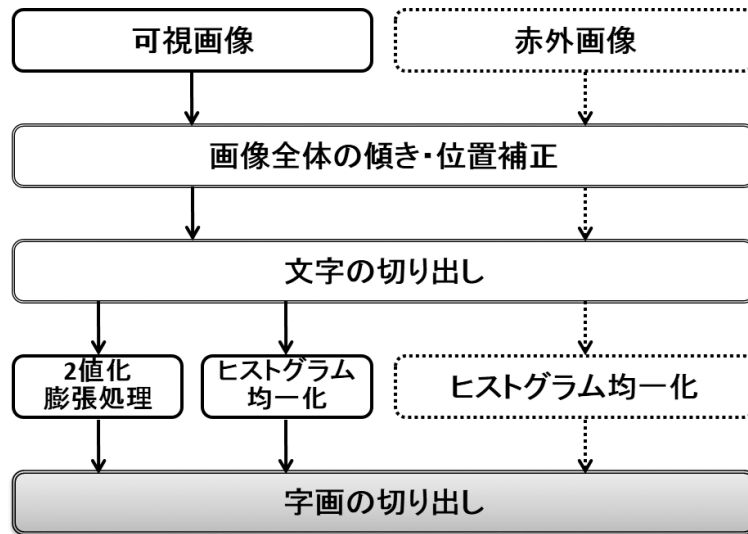 可視画像
赤外画像
画像全体の傾き・位置補正
文字の切り出し
2値化
膨張処理
ヒストグラム
均一化
ヒストグラム均一化
字画の切り出し